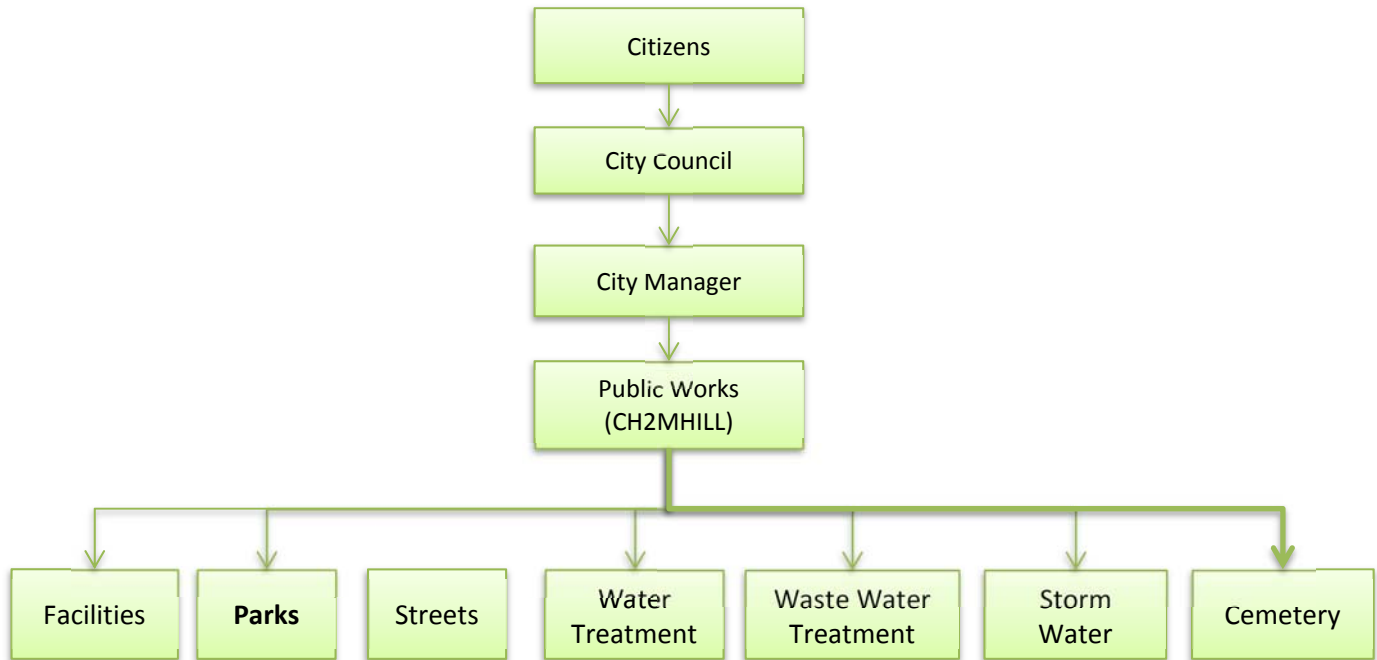 Citizens
City Council
City Manager
Public Works
(CH2MHILL)
Facilities
Parks
Streets
Water
Treatment
Waste Water
Treatment
Storm
Water
Cemetery